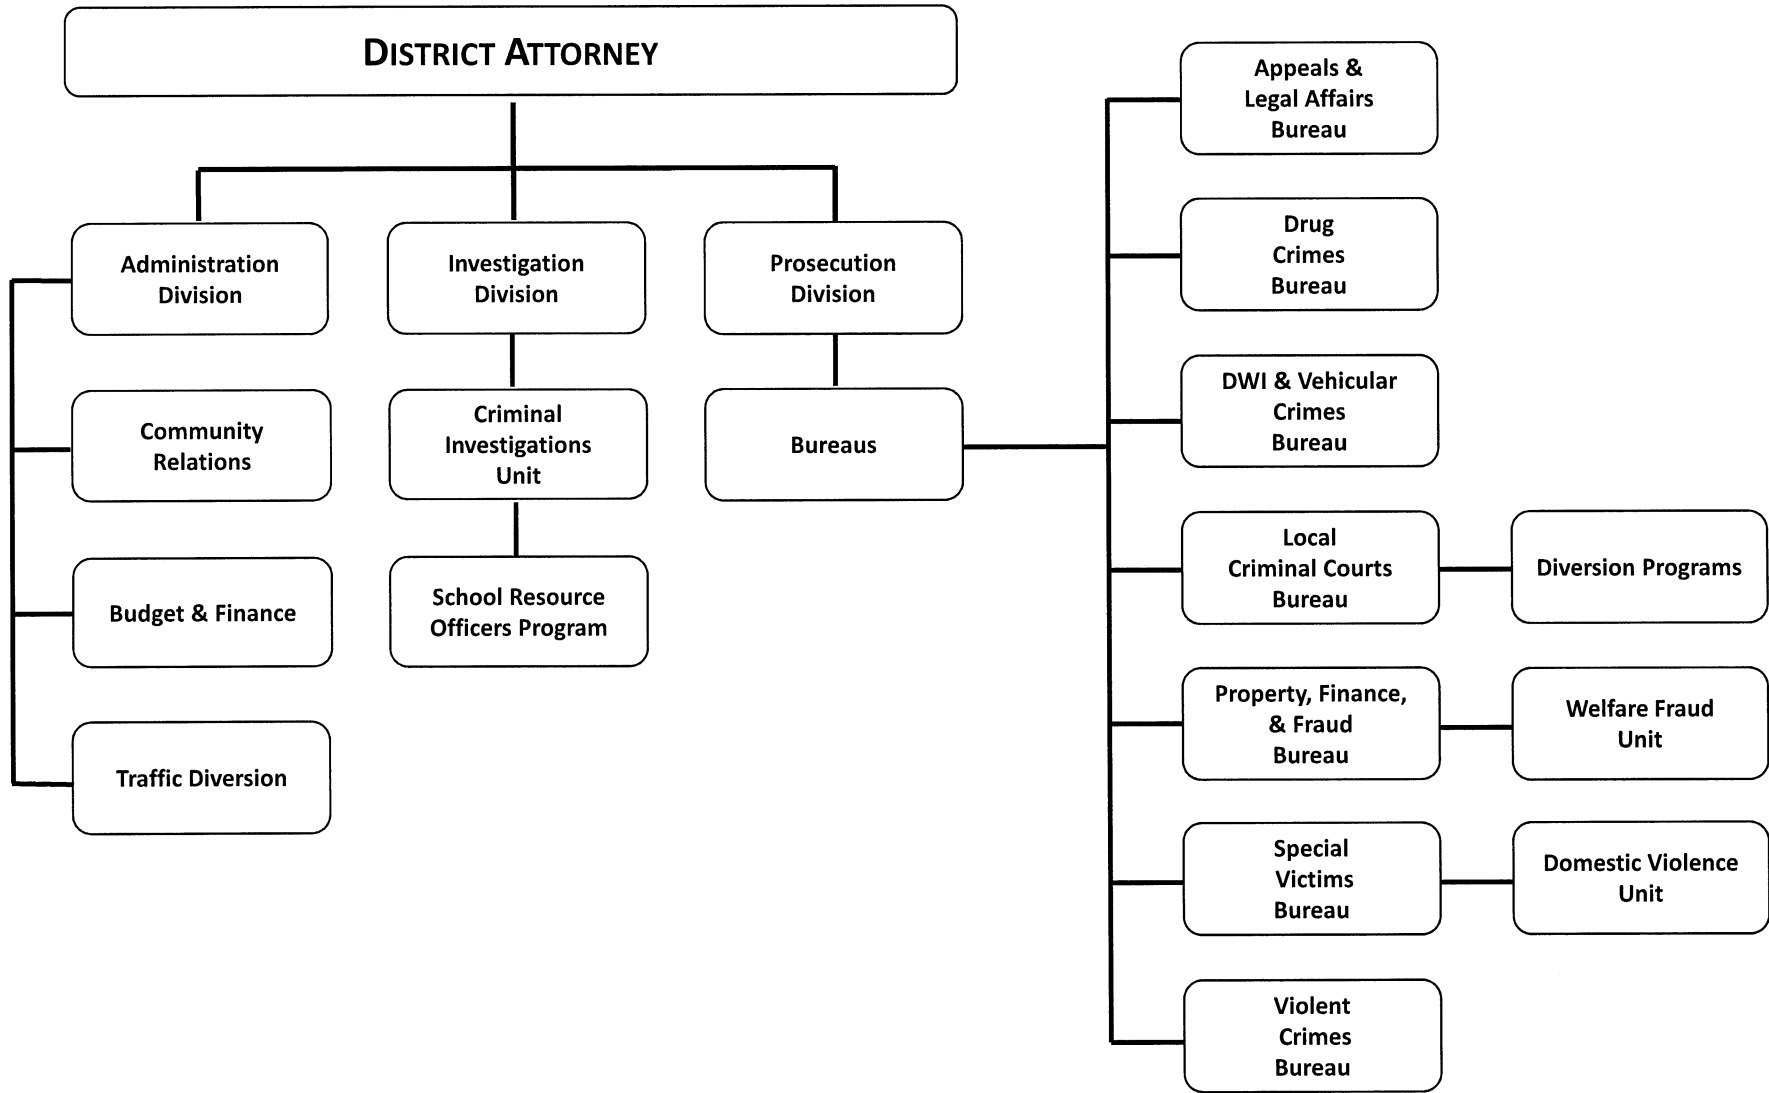 DISTRICT ATTORNEY
Administration
Division
Investigation
Division
Prosecution
Division
Community
Relations
Criminal
Investigations
Unit
Bureaus
Budget & Finance
School Resource
Officers Program
Traffic Diversion
Appeals &
Legal Affairs
Bureau
Drug
Crimes
Bureau
DWI & Vehicular
Crimes
Bureau
Local
Criminal Courts
Bureau
Diversion Programs
Property, Finance,
& Fraud
Bureau
Welfare Fraud
Unit
Special
Victims
Bureau
Domestic Violence
Unit
Violent
Crimes
Bureau